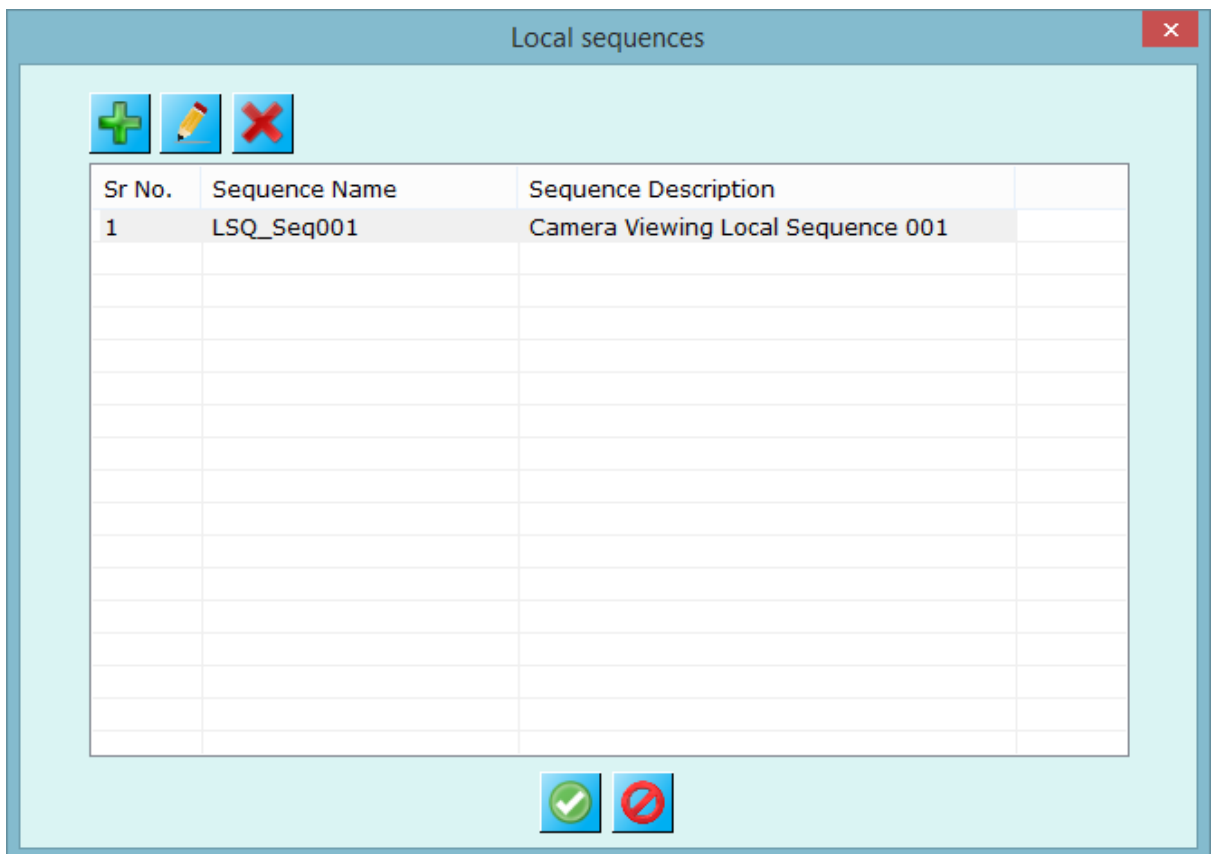 Local sequences
Sr No. Sequence Name Sequence Description
1 LSQ_Seq001 Camera Viewing Local Sequence 001